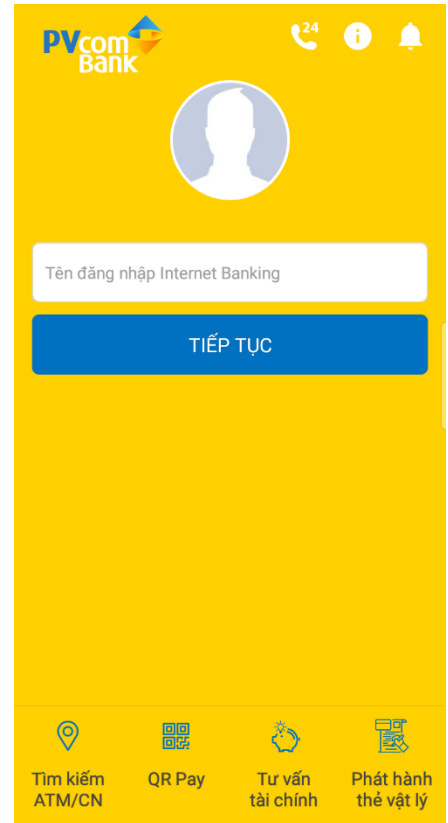 PVcom
Bank
24
Tên đăng nhập Internet Banking
TIẾP TỤC
Tìm kiếm
ATM/CN
QR Pay
Tư vấn
tài chính
Phát hành
thẻ vật lý